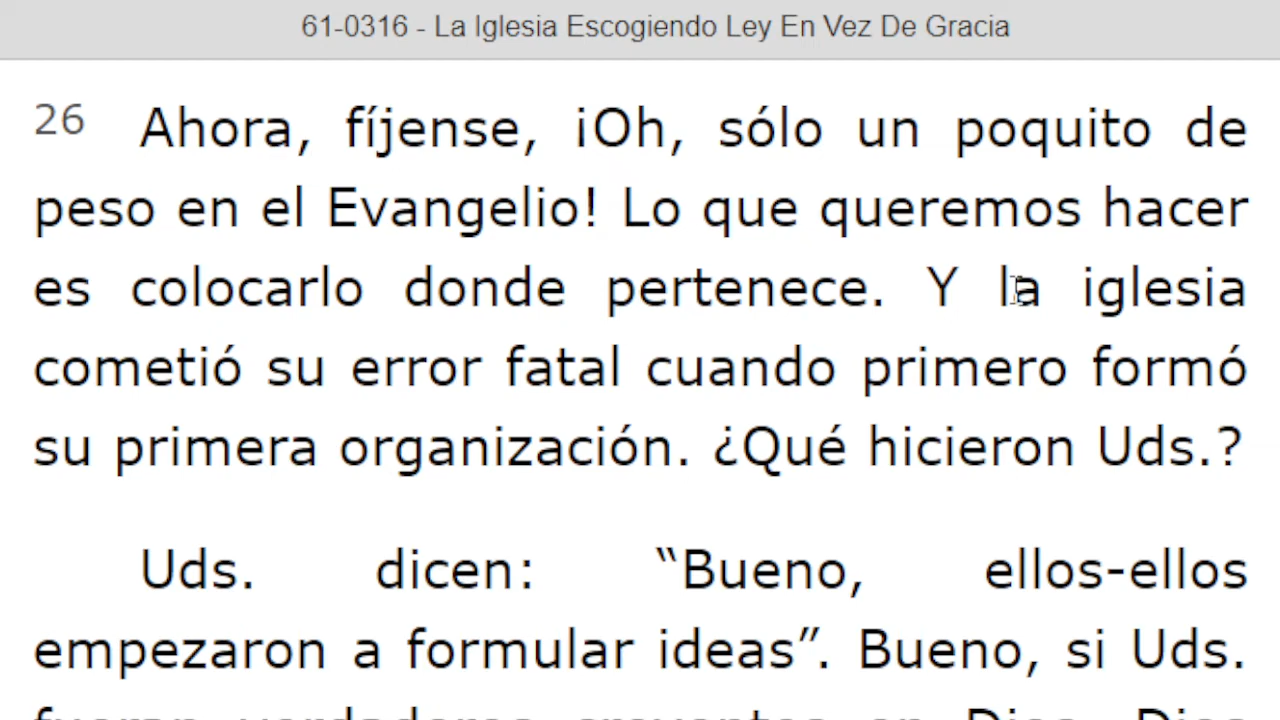 61-0316 - La Iglesia Escogiendo Ley En Vez De Gracia
26 Ahora, fíjense, ¡Oh, sólo un poquito de
peso en el Evangelio! Lo que queremos hacer
es colocarlo donde pertenece. Y la iglesia
cometió su error fatal cuando primero formó
su primera organización. ¿Qué hicieron Uds.?
Uds. dicen: “Bueno, ellos-ellos
empezaron a formular ideas”. Bueno, si Uds.